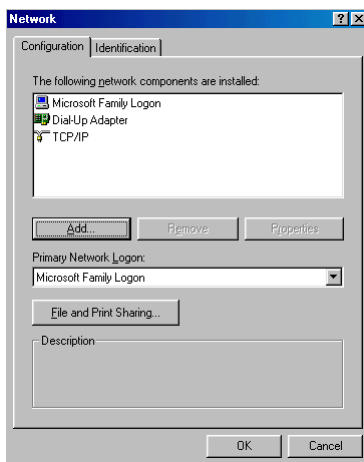 Network
Configuration
Identification
The following network components are installed:
Microsoft Family Logon
Dial-Up Adapter
TCP/IP
Add...
Remove
Properties
Primary Network Logon:
Microsoft Family Logon
File and Print Sharing...
Description
OK
Cancel